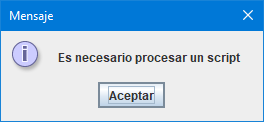 Mensaje
Es necesario procesar un script
Aceptar